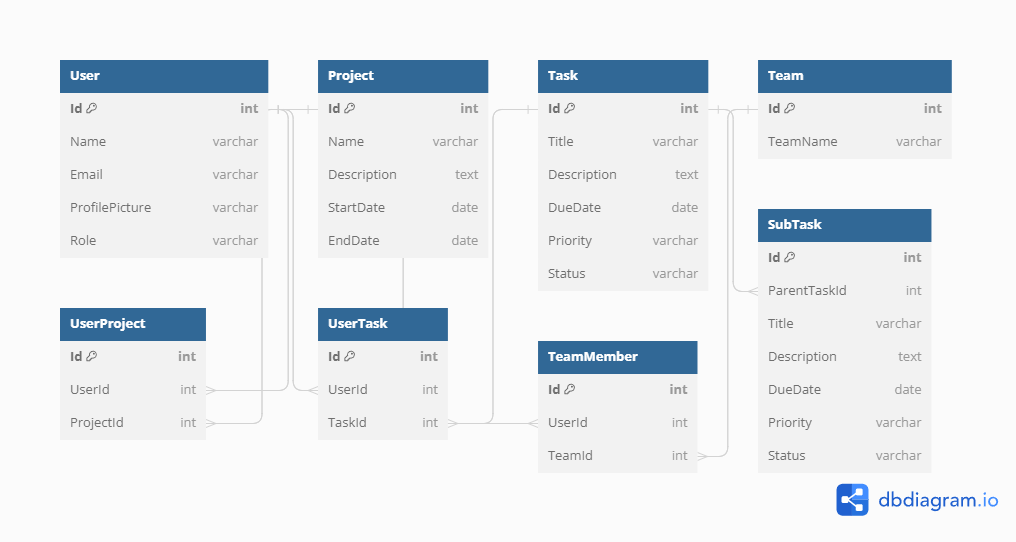 User
Id int
Name varchar
Email varchar
ProfilePicture varchar
Role varchar
Project
Id int
Name varchar
Description text
StartDate date
EndDate date
Task
Id int
Title varchar
Description text
DueDate date
Priority varchar
Status varchar
Team
Id int
TeamName varchar
SubTask
Id int
ParentTaskId int
Title varchar
Description text
DueDate date
Priority varchar
Status varchar
UserProject
Id int
UserId int
ProjectId int
UserTask
Id int
UserId int
TaskId int
TeamMember
Id int
UserId int
TeamId int
dbdiagram.io